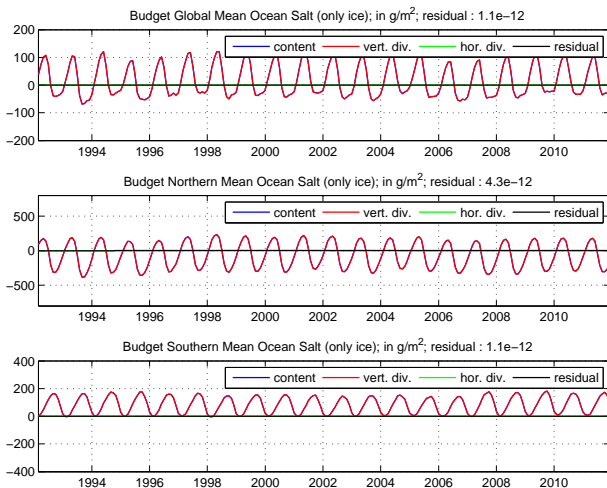 Budget Global Mean Ocean Salt (only ice); in g/m²; residual : 1.1e-12
200
100
0
−100
−200
content vert. div. hor. div. residual
1994 1996 1998 2000 2002 2004 2006 2008 2010
Budget Northern Mean Ocean Salt (only ice); in g/m²; residual : 4.3e-12
500
0
−500
content vert. div. hor. div. residual
1994 1996 1998 2000 2002 2004 2006 2008 2010
Budget Southern Mean Ocean Salt (only ice); in g/m²; residual : 1.1e-12
400
200
0
−200
−400
content vert. div. hor. div. residual
1994 1996 1998 2000 2002 2004 2006 2008 2010